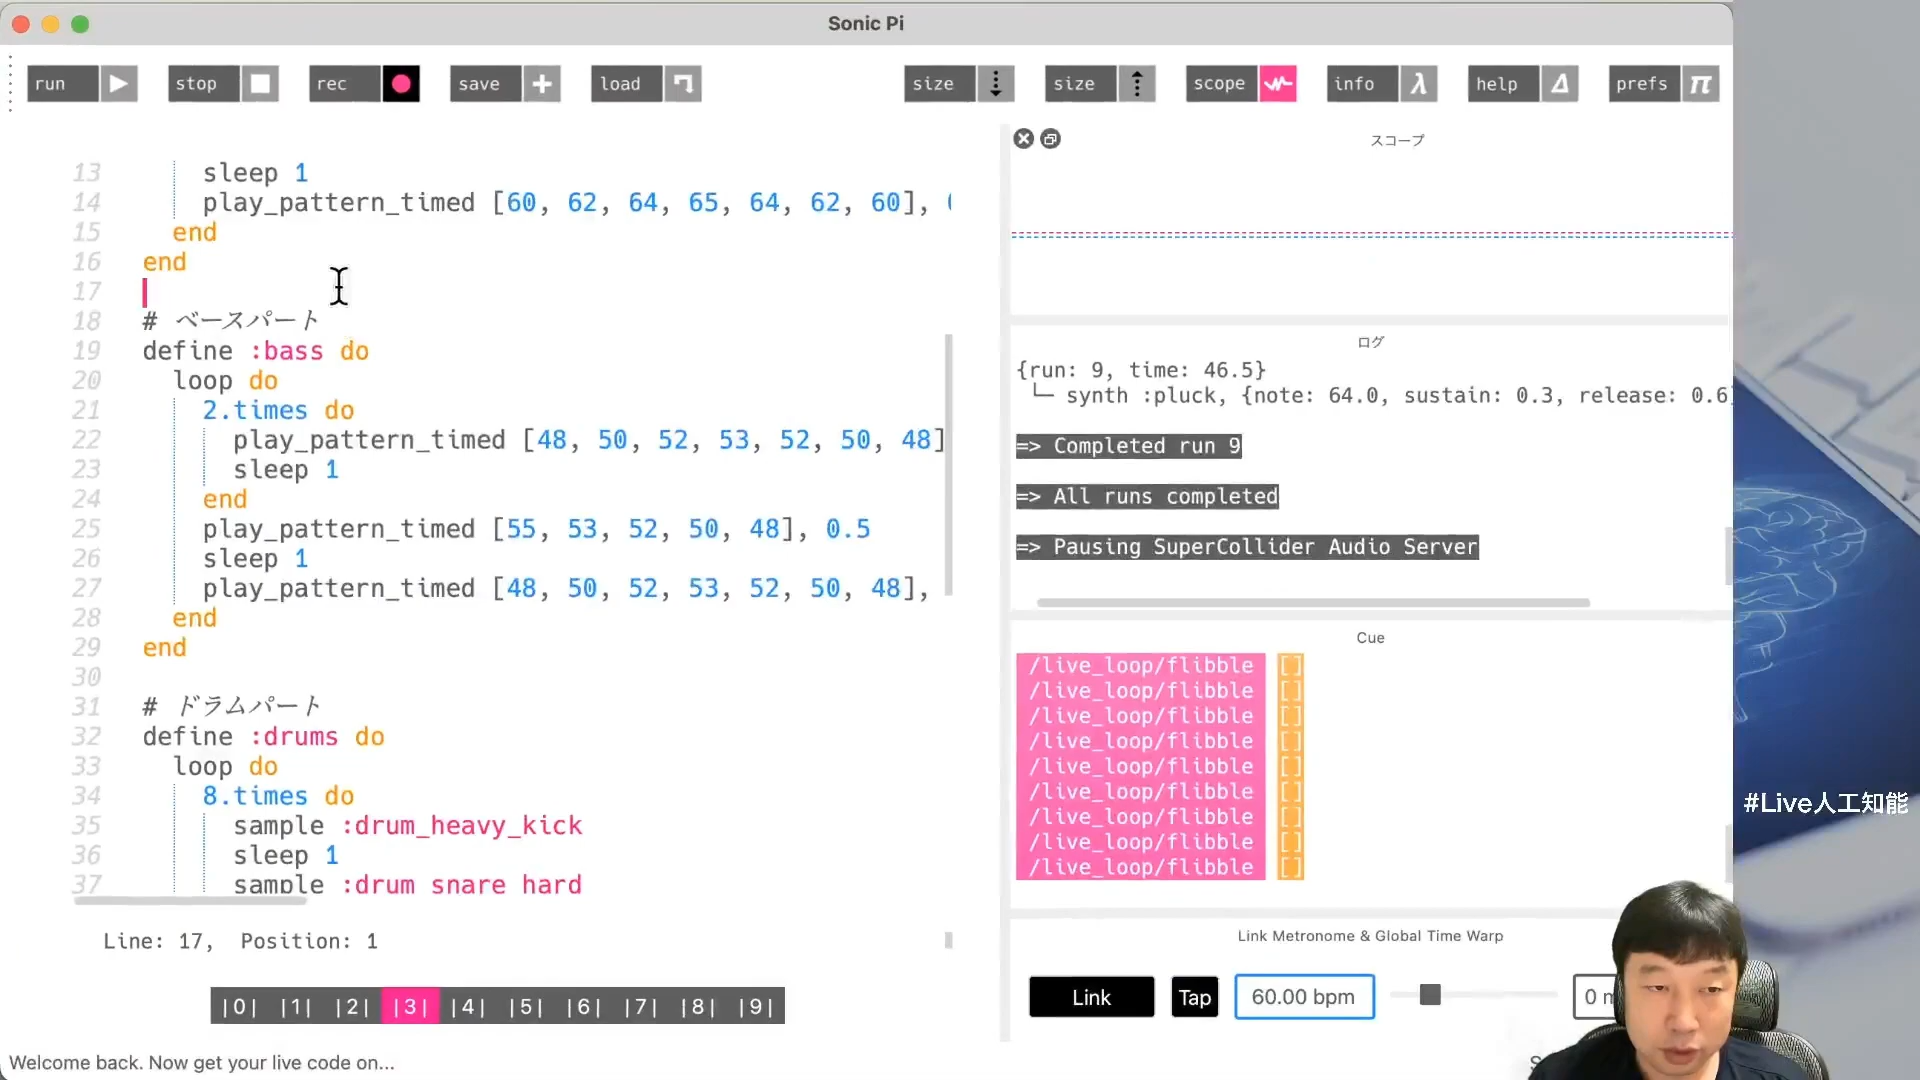 Sonic Pi
run
stop
rec
save
load
size
size
scope
info
help
prefs
13 sleep 1
14 play_pattern_timed [60, 62, 64, 65, 64, 62, 60],
15 end
16 end
17
18 # ベースパート
19 define :bass do
20 loop do
21 2.times do
22 play_pattern_timed [48, 50, 52, 53, 52, 50, 48]
23 sleep 1
24 end
25 play_pattern_timed [55, 53, 52, 50, 48], 0.5
26 sleep 1
27 play_pattern_timed [48, 50, 52, 53, 52, 50, 48],
28 end
29 end
30
31 # ドラムパート
32 define :drums do
33 loop do
34 8.times do
35 sample :drum_heavy_kick
36 sleep 1
37 sample :drum snare hard
Line: 17, Position: 1
|0| |1| |2| |3| |4| |5| |6| |7| |8| |9|
Welcome back. Now get your live code on...
スコープ
ログ
{run: 9, time: 46.5}
└─ synth :pluck, {note: 64.0, sustain: 0.3, release: 0.6
=> Completed run 9
=> All runs completed
=> Pausing SuperCollider Audio Server
Cue
/live_loop/flibble []
/live_loop/flibble []
/live_loop/flibble []
/live_loop/flibble []
/live_loop/flibble []
/live_loop/flibble []
/live_loop/flibble []
/live_loop/flibble []
/live_loop/flibble []
Link Metronome & Global Time Warp
Link
Tap
60.00 bpm
0
#Live人工知能